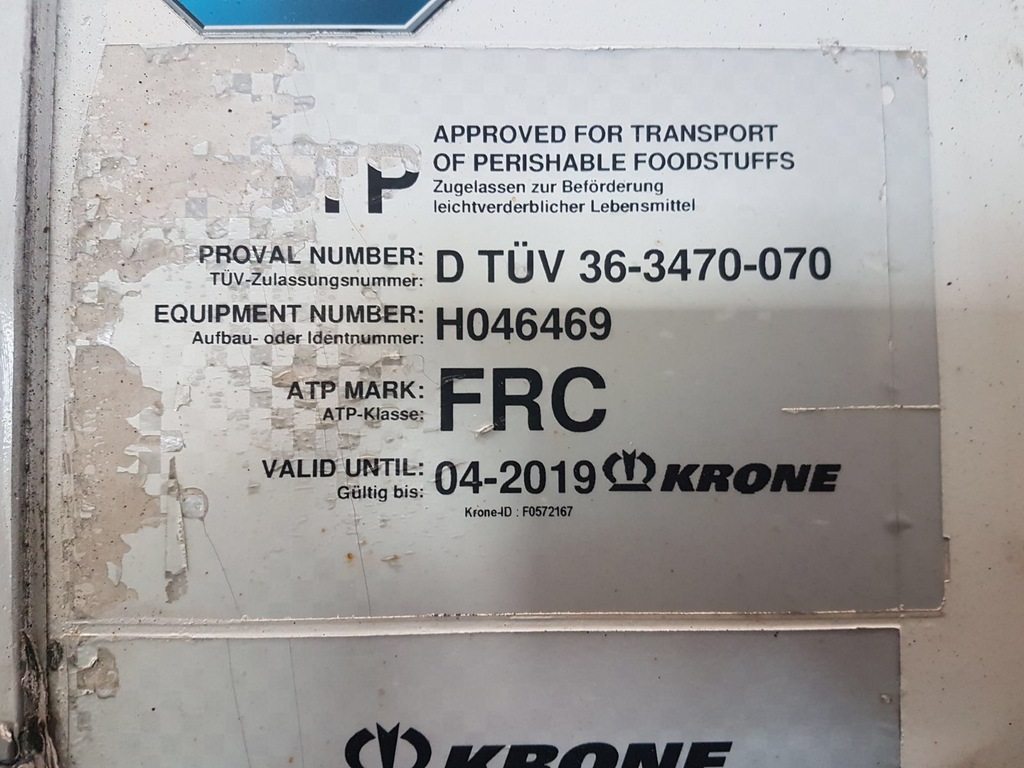 TP APPROVED FOR TRANSPORT
OF PERISHABLE FOODSTUFFS
Zugelassen zur Beförderung
leichtverderblicher Lebensmittel
PROVAL NUMBER: D TÜV 36-3470-070
TÜV-Zulassungsnummer:
EQUIPMENT NUMBER: H046469
Aufbau- oder Identnummer:
ATP MARK: FRC
ATP-Klasse:
VALID UNTIL: 04-2019 KRONE
Gültig bis:
Krone-ID : F0572167
KRONE